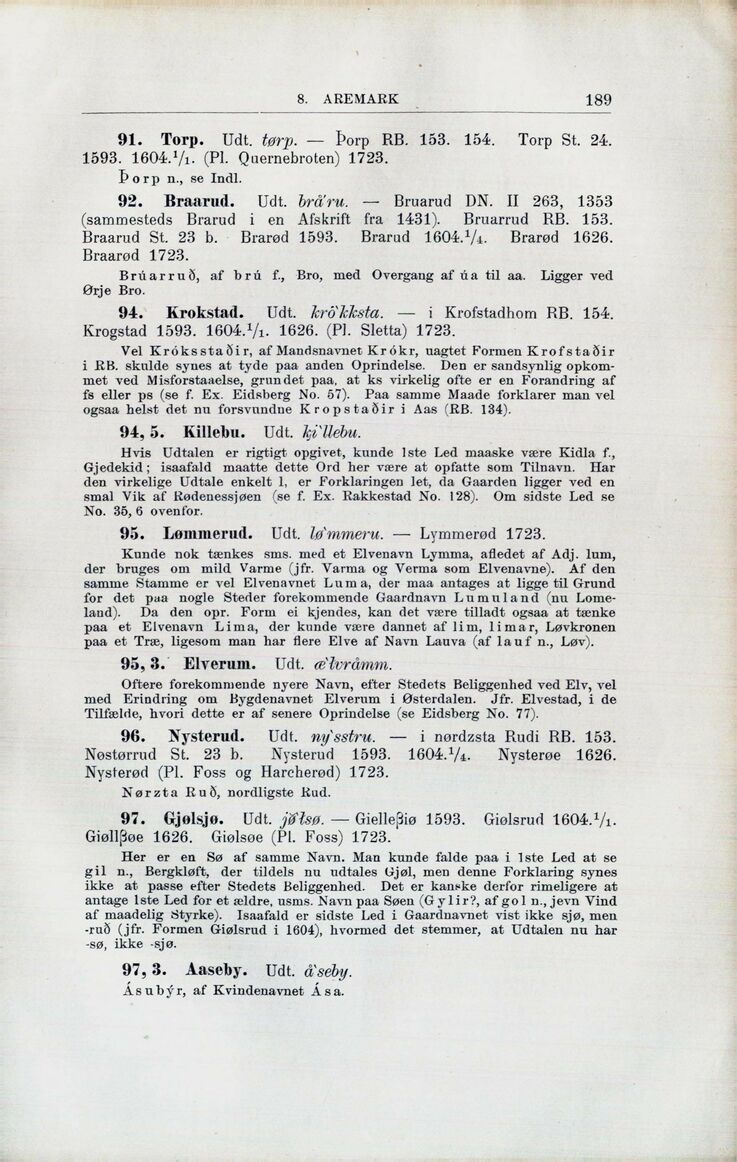 8. AREMARK 189
91. Torp. Udt. tørp. — Þorp RB. 153. 154. Torp St. 24.
1593. 1604.¹/₁. (Pl. Quernebroten) 1723.
Þorp n., se Indl.
92. Braarud. Udt. brå`ru. — Bruarud DN. II 263, 1353
(sammesteds Brarud i en Afskrift fra 1431). Bruarrud RB. 153.
Braarud St. 23 b. Brarød 1593. Brarud 1604.¹/₄. Brarød 1626.
Braarød 1723.
Brúarruð, af brú f., Bro, med Overgang af úa til aa. Ligger ved
Ørje Bro.
94. Krokstad. Udt. krô`kksta. — i Krofstadhom RB. 154.
Krogstad 1593. 1604.¹/₁. 1626. (Pl. Sletta) 1723.
Vel Króksstaðir, af Mandsnavnet Krókr, uagtet Formen Krofstaðir
i RB. skulde synes at tyde paa anden Oprindelse. Den er sandsynlig opkom-
met ved Misforstaaelse, grundet paa, at ks virkelig ofte er en Forandring af
fs eller ps (se f. Ex. Eidsberg No. 57). Paa samme Maade forklarer man vel
ogsaa helst det nu forsvundne Kropstaðir i Aas (RB. 134).
94, 5. Killebu. Udt. ki`llebu.
Hvis Udtalen er rigtigt opgivet, kunde 1ste Led maaske være Kidla f.,
Gjedekid; isaafald maatte dette Ord her være at opfatte som Tilnavn. Har
den virkelige Udtale enkelt l, er Forklaringen let, da Gaarden ligger ved en
smal Vik af Rødenessjøen (se f. Ex. Rakkestad No. 128). Om sidste Led se
No. 35, 6 ovenfor.
95. Lømmerud. Udt. lø`mmeru. — Lymmerød 1723.
Kunde nok tænkes sms. med et Elvenavn Lymma, afledet af Adj. lum,
der bruges om mild Varme (jfr. Varma og Verma som Elvenavne). Af den
samme Stamme er vel Elvenavnet Luma, der maa antages at ligge til Grund
for det paa nogle Steder forekommende Gaardnavn Lumuland (nu Lome-
land). Da den opr. Form ei kjendes, kan det være tilladt ogsaa at tænke
paa et Elvenavn Lima, der kunde være dannet af lim, limar, Løvkronen
paa et Træ, ligesom man har flere Elve af Navn Lauva (af lauf n., Løv).
95, 3. Elverum. Udt. æ`lvråmm.
Oftere forekommende nyere Navn, efter Stedets Beliggenhed ved Elv, vel
med Erindring om Bygdenavnet Elverum i Østerdalen. Jfr. Elvestad, i de
Tilfælde, hvori dette er af senere Oprindelse (se Eidsberg No. 77).
96. Nysterud. Udt. ny`sstru. — i nørdzsta Rudi RB. 153.
Nøstørrud St. 23 b. Nysterud 1593. 1604.¹/₄. Nysterøe 1626.
Nysterød (Pl. Foss og Harcherød) 1723.
Nørzta Ruð, nordligste Rud.
97. Gjølsjø. Udt. jø`lsø. — Gielleβiø 1593. Giølsrud 1604.¹/₁.
Giøllβøe 1626. Giølsøe (Pl. Foss) 1723.
Her er en Sø af samme Navn. Man kunde falde paa i 1ste Led at se
gil n., Bergkløft, der tildels nu udtales Gjøl, men denne Forklaring synes
ikke at passe efter Stedets Beliggenhed. Det er kanske derfor rimeligere at
antage 1ste Led for et ældre, usms. Navn paa Søen (Gylir?, af gol n., jevn Vind
af maadelig Styrke). Isaafald er sidste Led i Gaardnavnet vist ikke sjø, men
-ruð (jfr. Formen Giølsrud i 1604), hvormed det stemmer, at Udtalen nu har
-sø, ikke -sjø.
97, 3. Aaseby. Udt. å`seby.
Ásubýr, af Kvindenavnet Ása.